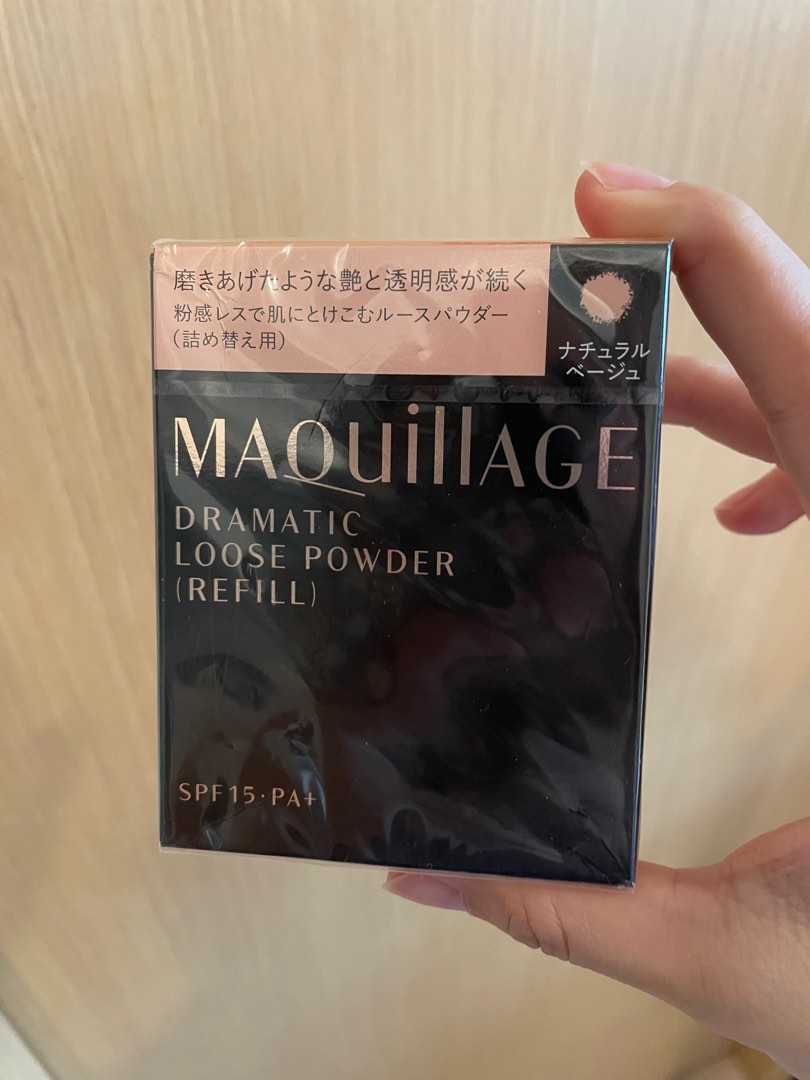 磨きあげたような艶と透明感が続く
粉感レスで肌にとけこむルースパウダー
（詰め替え用）
ナチュラル
ベージュ
MAQuillAGE
DRAMATIC
LOOSE POWDER
(REFILL)
SPF15・PA+